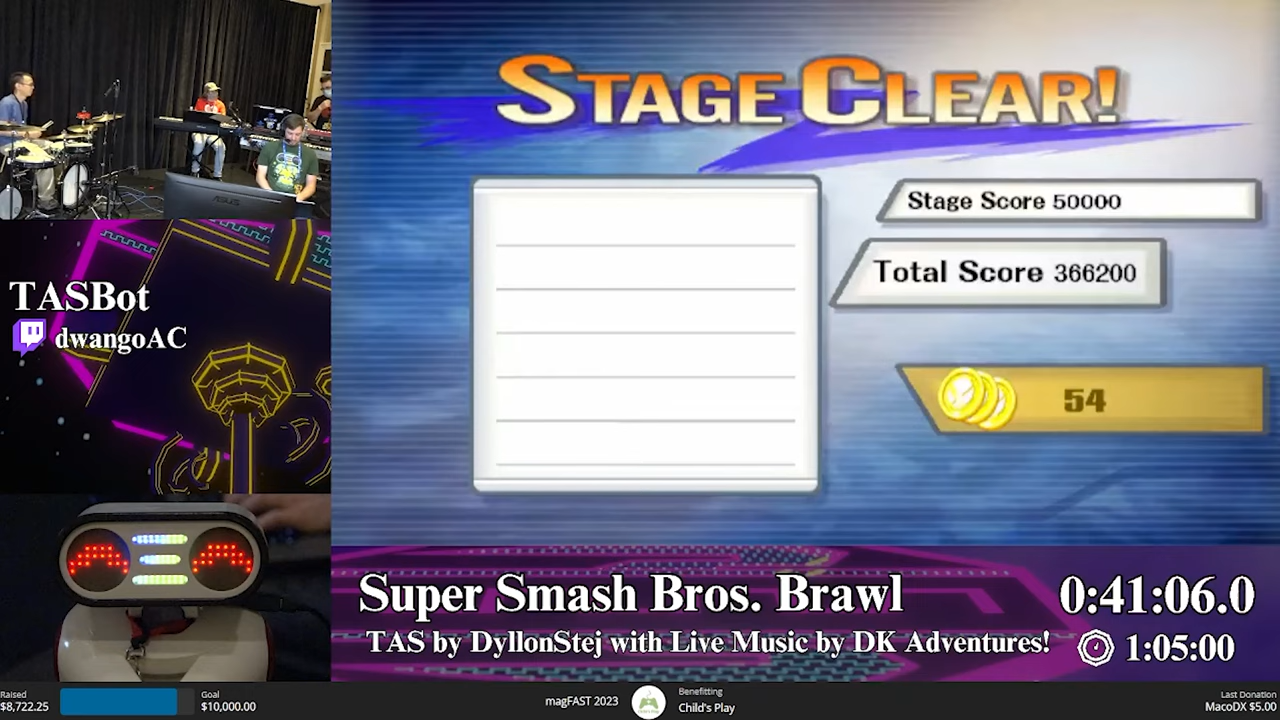 STAGE CLEAR!
Stage Score 50000
Total Score 366200
54
ASUS
TASBot
dwangoAC
Super Smash Bros. Brawl
0:41:06.0
TAS by DyllonStej with Live Music by DK Adventures!
1:05:00
Raised
$8,722.25
Goal
$10,000.00
magFAST 2023
Benefitting
Child's Play
Last Donation
MacoDX $5.00